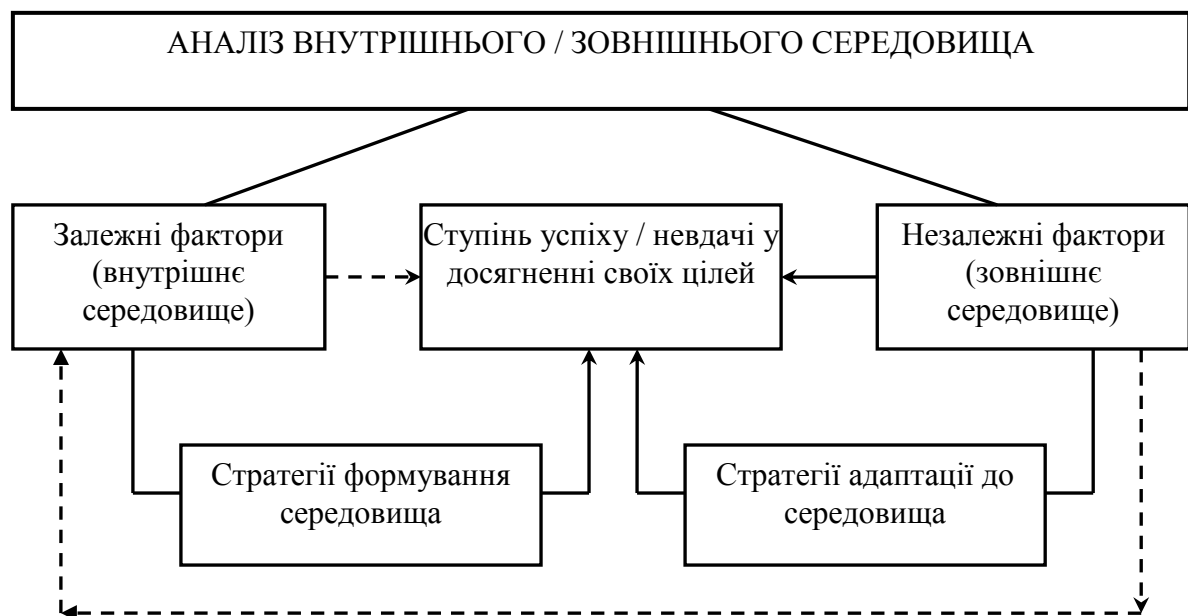 АНАЛІЗ ВНУТРІШНЬОГО / ЗОВНІШНЬОГО СЕРЕДОВИЩА
Залежні фактори
(внутрішнє
середовище)
Ступінь успіху / невдачі у
досягненні своїх цілей
Незалежні фактори
(зовнішнє
середовище)
Стратегії формування
середовища
Стратегії адаптації до
середовища